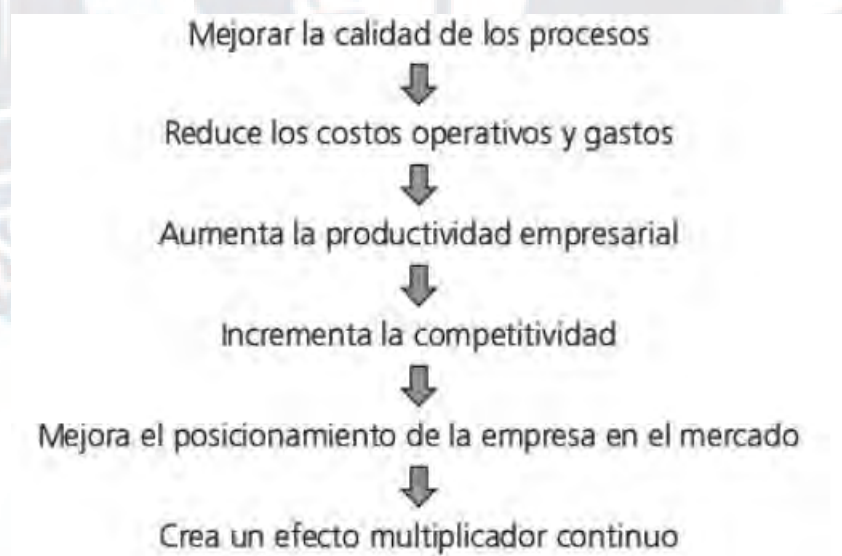 Mejorar la calidad de los procesos
Reduce los costos operativos y gastos
Aumenta la productividad empresarial
Incrementa la competitividad
Mejora el posicionamiento de la empresa en el mercado
Crea un efecto multiplicador continuo